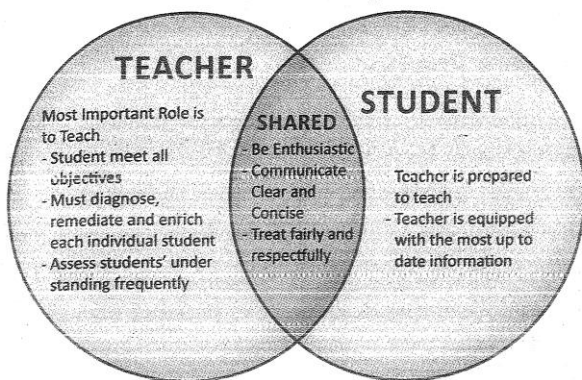 TEACHER
Most Important Role is
to Teach
- Student meet all
objectives
- Must diagnose,
remediate and enrich
each individual student
- Assess students' under
standing frequently
SHARED
- Be Enthusiastic
- Communicate
Clear and
Concise
- Treat fairly and
respectfully
STUDENT
Teacher is prepared
to teach
- Teacher is equipped
with the most up to
date information